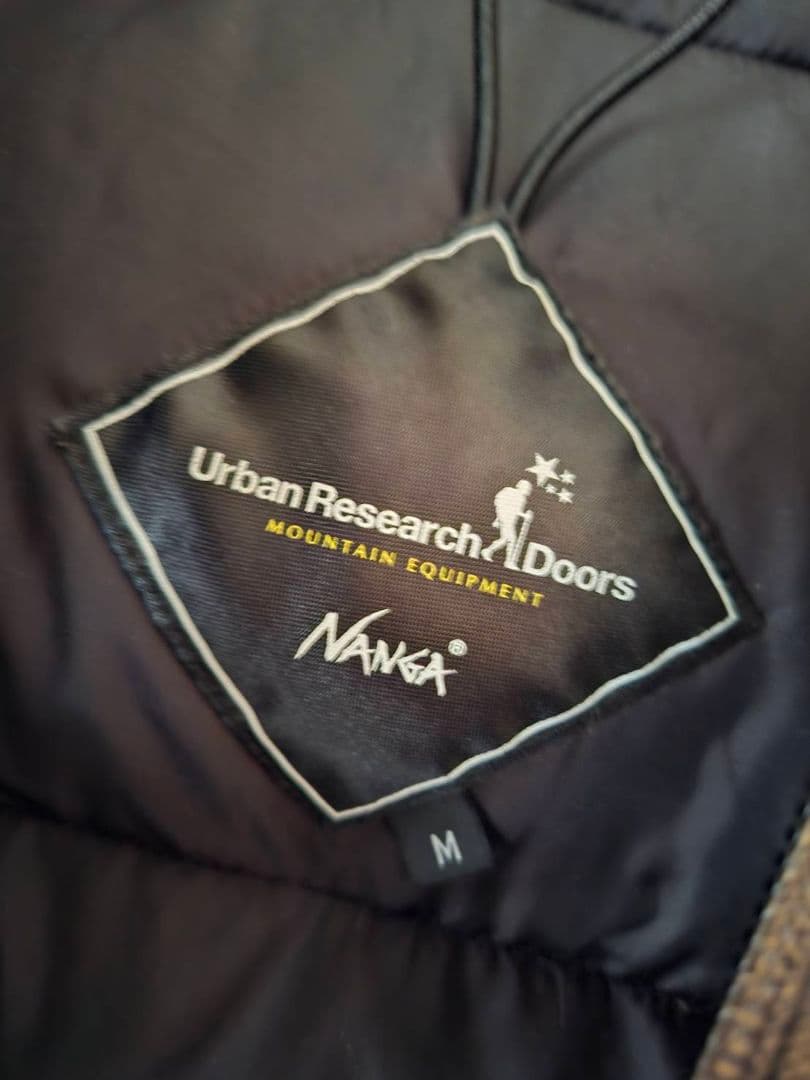 Urban Research Doors
MOUNTAIN EQUIPMENT
NANGA®
M